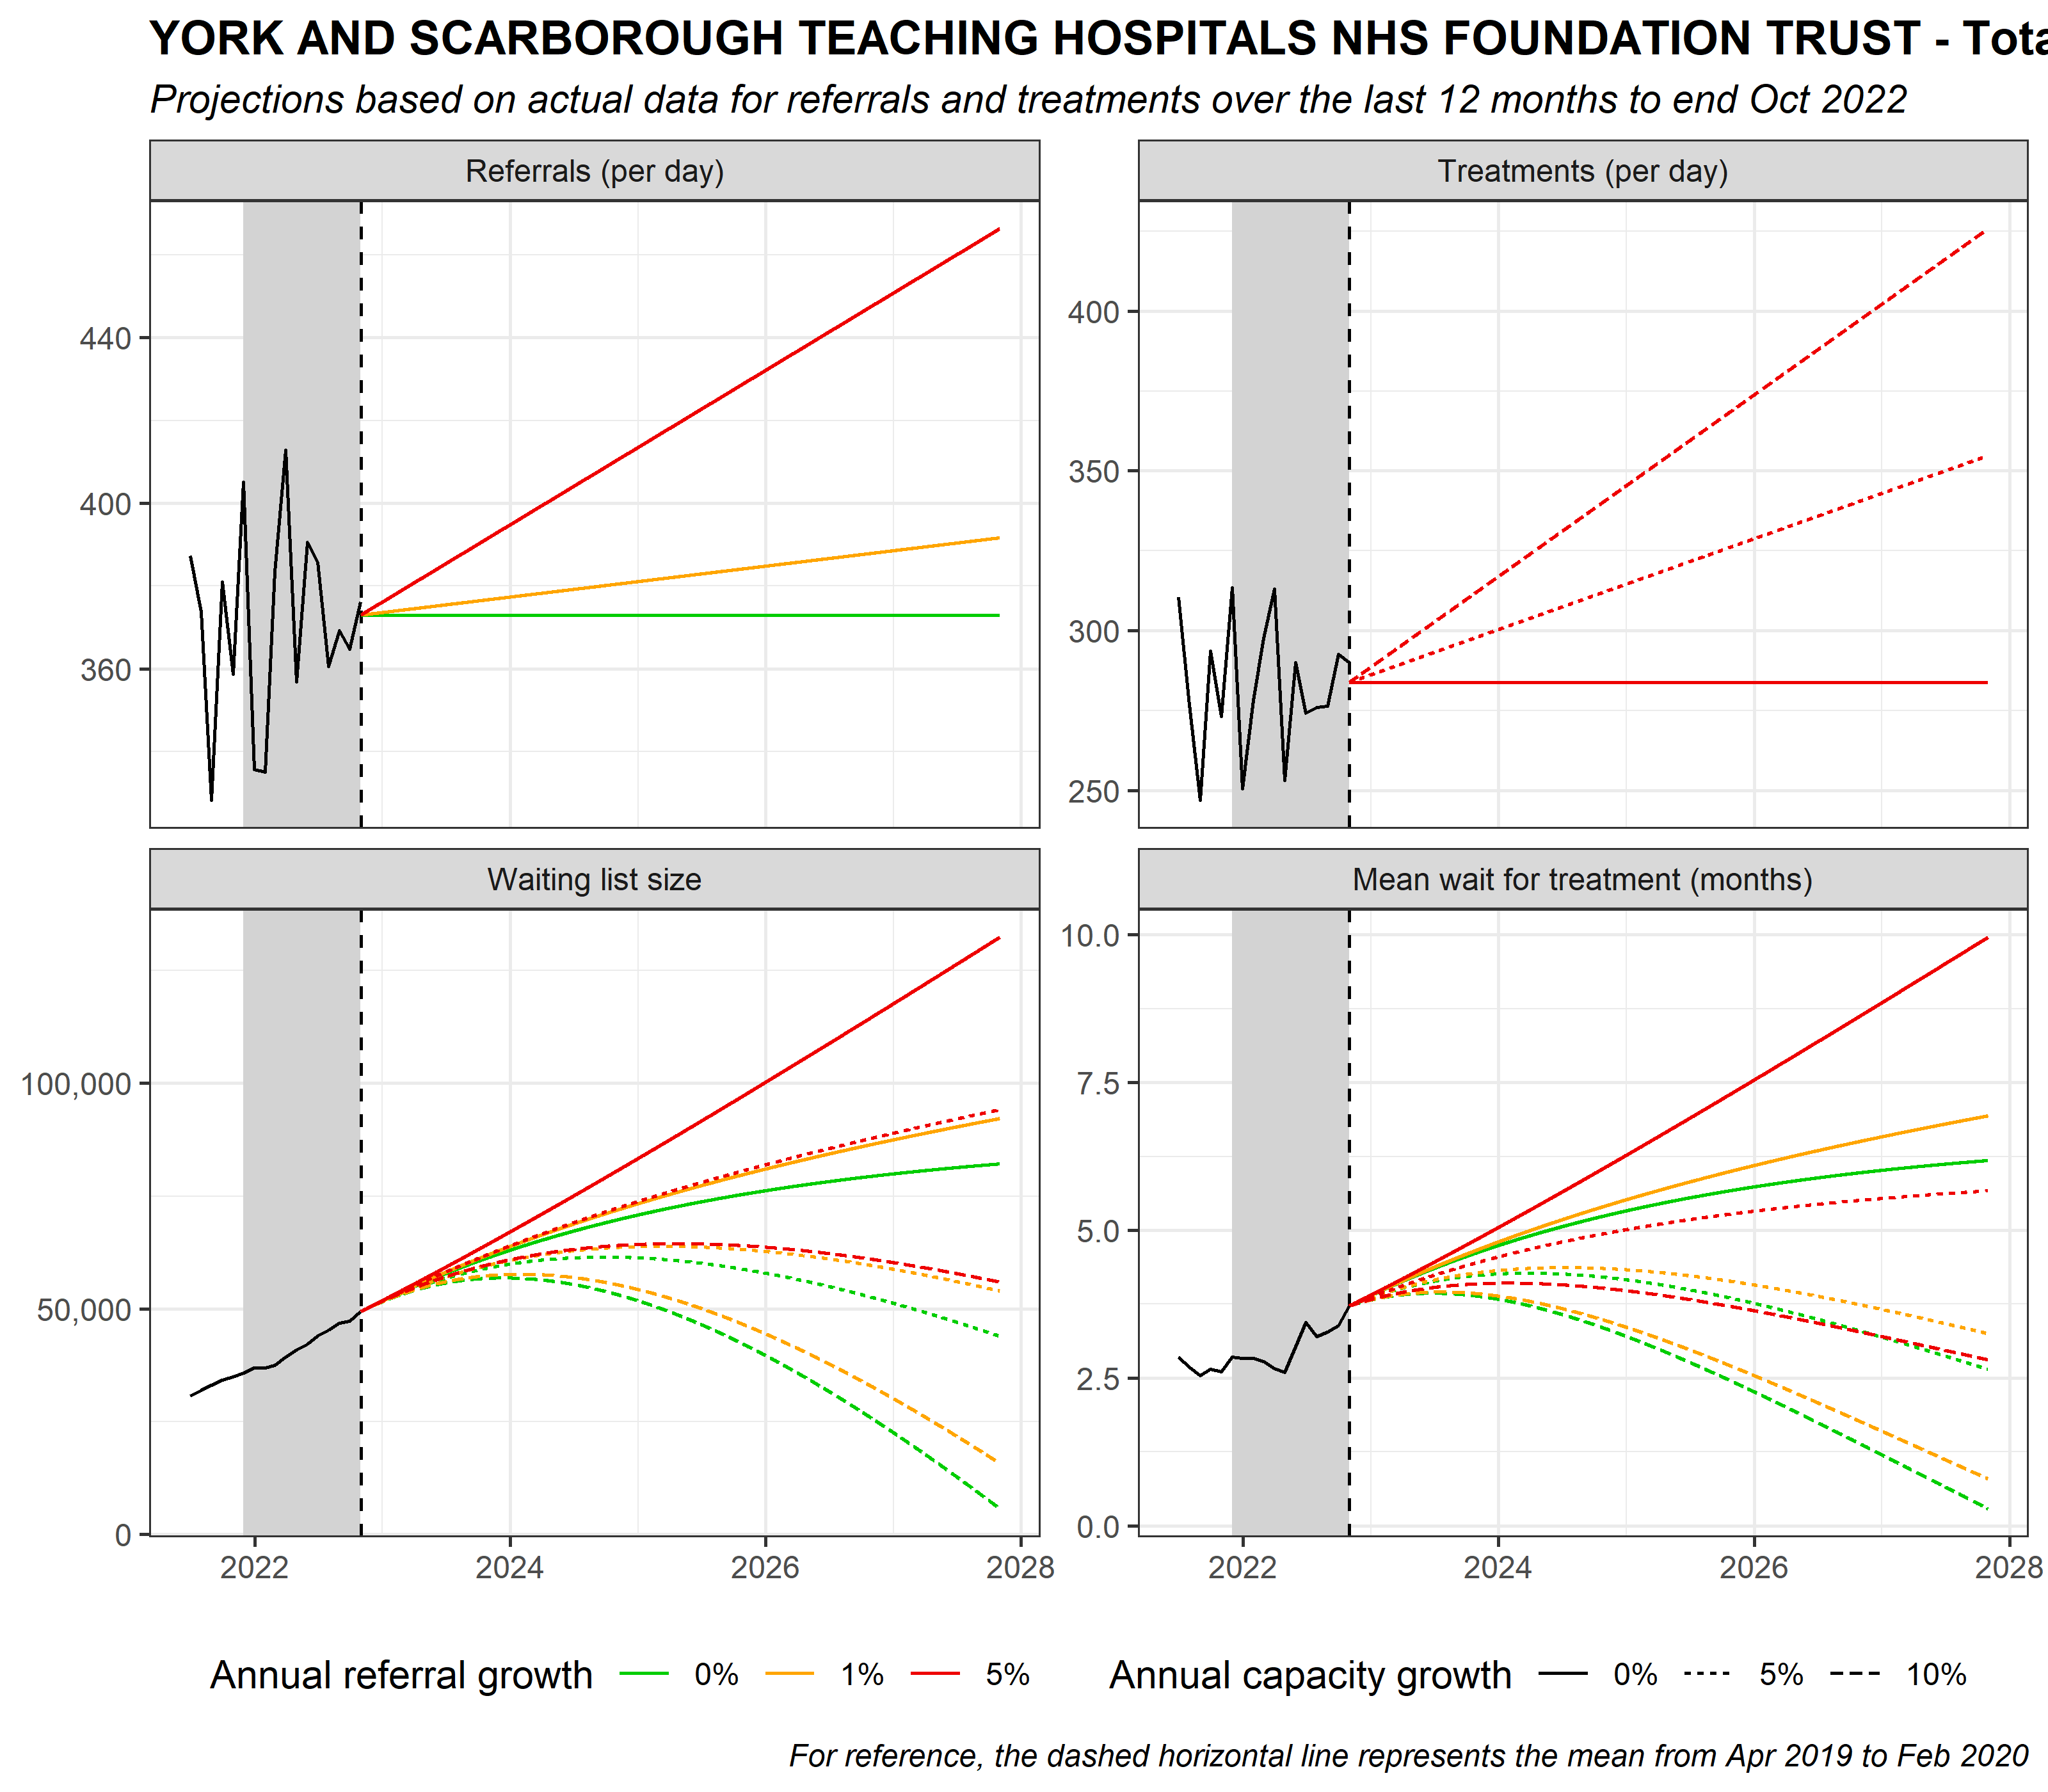 YORK AND SCARBOROUGH TEACHING HOSPITALS NHS FOUNDATION TRUST - Tota
Projections based on actual data for referrals and treatments over the last 12 months to end Oct 2022
Referrals (per day)
440
400
360
Treatments (per day)
400
350
300
250
Waiting list size
100,000
50,000
0
2022 2024 2026 2028
Mean wait for treatment (months)
10.0
7.5
5.0
2.5
0.0
2022 2024 2026 2028
Annual referral growth 0% 1% 5%
Annual capacity growth 0% 5% 10%
For reference, the dashed horizontal line represents the mean from Apr 2019 to Feb 2020